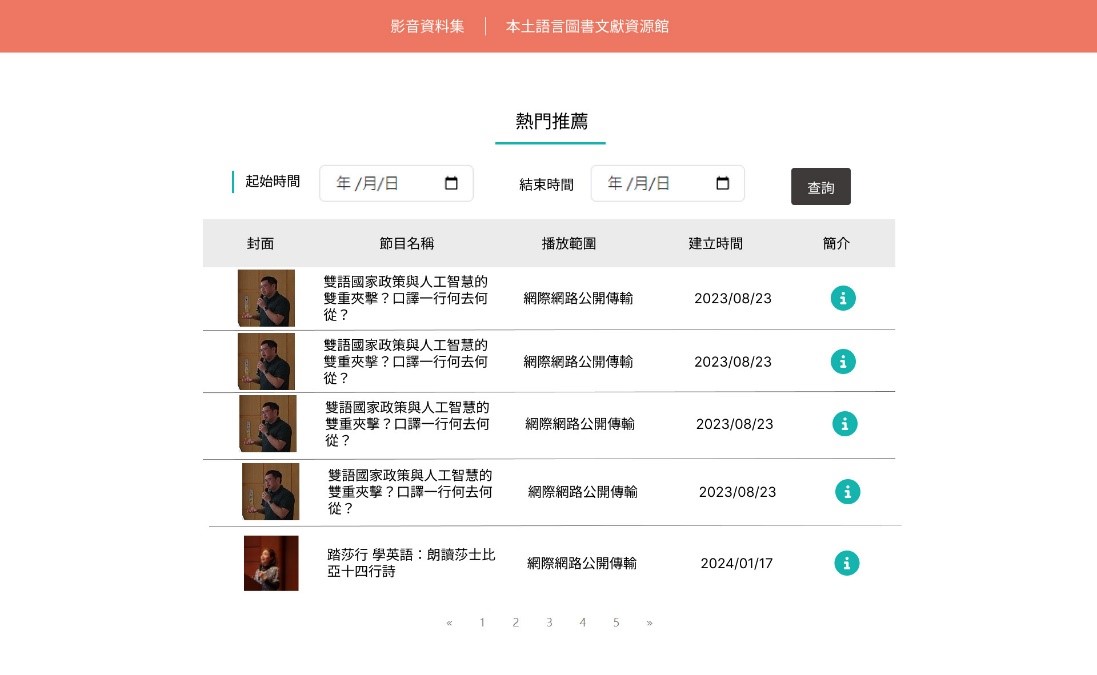 影音資料集 本土語言圖書文獻資源館
熱門推薦
起始時間 年 /月/日 結束時間 年 /月/日 查詢
封面 節目名稱 播放範圍 建立時間 簡介
雙語國家政策與人工智慧的
雙重夾擊？口譯一行何去何
從？
網際網路公開傳輸 2023/08/23
雙語國家政策與人工智慧的
雙重夾擊？口譯一行何去何
從？
網際網路公開傳輸 2023/08/23
雙語國家政策與人工智慧的
雙重夾擊？口譯一行何去何
從？
網際網路公開傳輸 2023/08/23
雙語國家政策與人工智慧的
雙重夾擊？口譯一行何去何
從？
網際網路公開傳輸 2023/08/23
踏莎行 學英語：朗讀莎士比
亞十四行詩
網際網路公開傳輸 2024/01/17
« 1 2 3 4 5 »